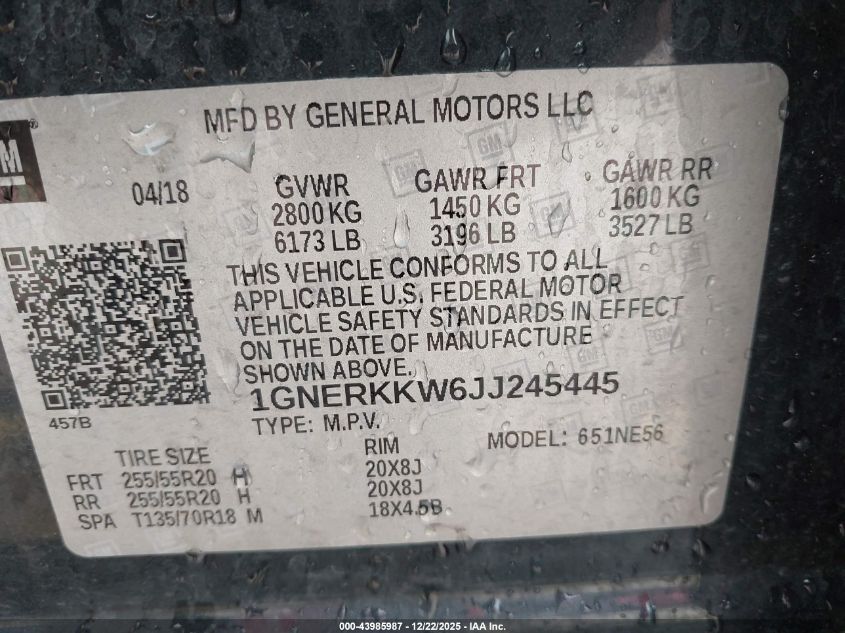 MFD BY GENERAL MOTORS LLC
GM
04/18
GVWR GAWR FRT GAWR RR
2800 KG 1450 KG 1600 KG
6173 LB 3196 LB 3527 LB
THIS VEHICLE CONFORMS TO ALL
APPLICABLE U.S. FEDERAL MOTOR
VEHICLE SAFETY STANDARDS IN EFFECT
ON THE DATE OF MANUFACTURE
SHOWN ABOVE.
1GNERKKW6JJ245445
457B
TYPE: M.P.V.
MODEL: 651NE56
TIRE SIZE RIM
FRT 255/55R20 H 20X8J
RR 255/55R20 H 20X8J
SPA T135/70R18 M 18X4.5B
000-43985987 - 12/22/2025 - IAA Inc.